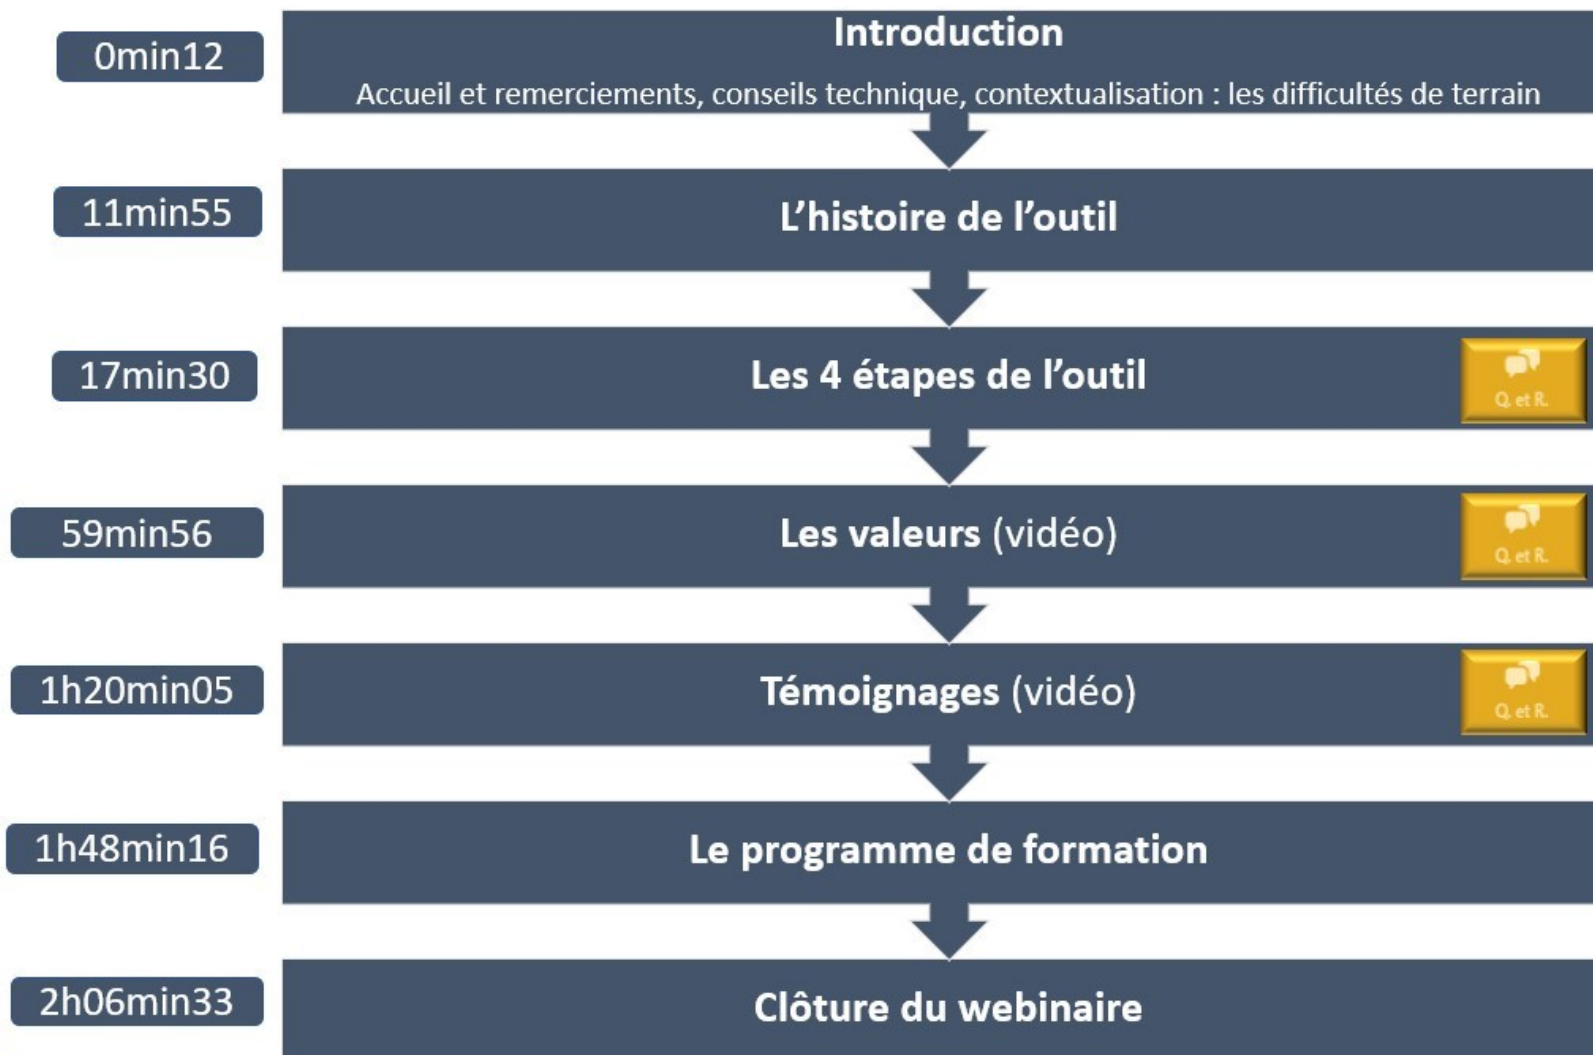 Introduction
0min12
Accueil et remerciements, conseils technique, contextualisation : les difficultés de terrain
11min55
L’histoire de l’outil
17min30
Les 4 étapes de l’outil
Q. et R.
59min56
Les valeurs (vidéo)
Q. et R.
1h20min05
Témoignages (vidéo)
Q. et R.
1h48min16
Le programme de formation
2h06min33
Clôture du webinaire